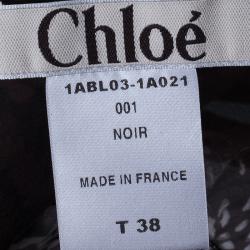 Chloé
1ABL03-1A021
001
NOIR
MADE IN FRANCE
T 38